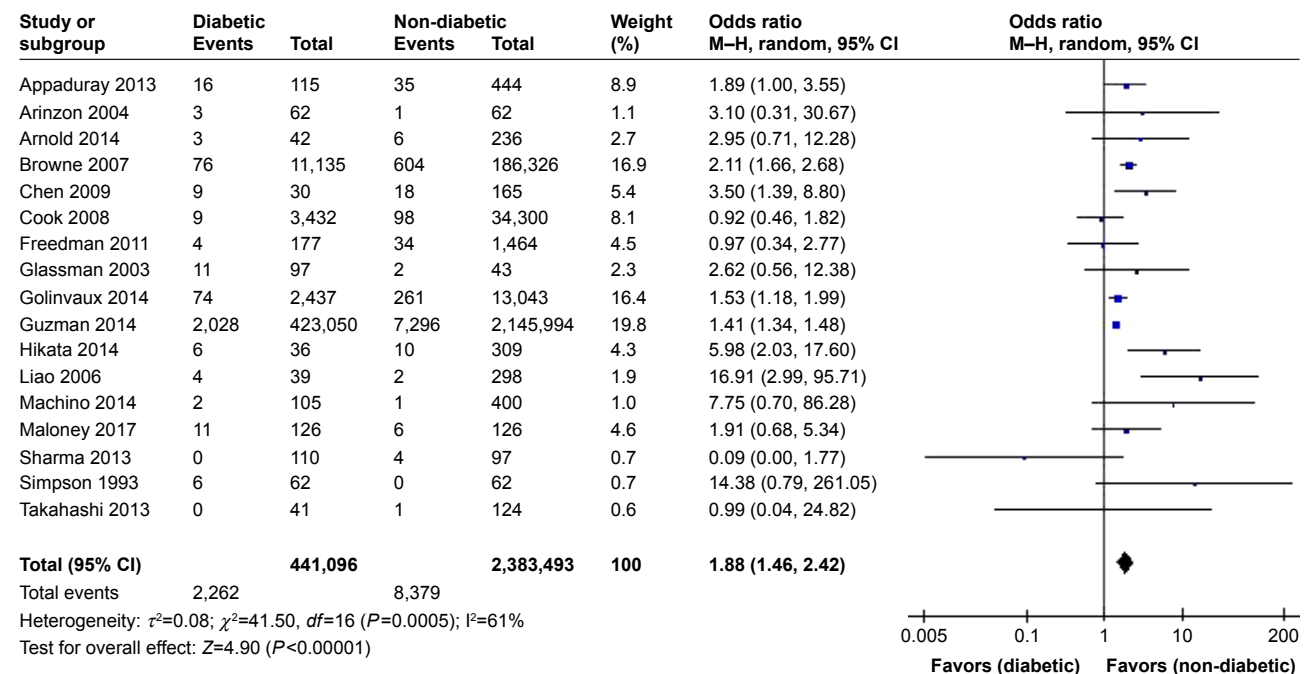 Study or subgroup Diabetic Events Total Non-diabetic Events Total Weight (%) Odds ratio M–H, random, 95% CI Odds ratio M–H, random, 95% CI
Appaduray 2013 16 115 35 444 8.9 1.89 (1.00, 3.55)
Arinzon 2004 3 62 1 62 1.1 3.10 (0.31, 30.67)
Arnold 2014 3 42 6 236 2.7 2.95 (0.71, 12.28)
Browne 2007 76 11,135 604 186,326 16.9 2.11 (1.66, 2.68)
Chen 2009 9 30 18 165 5.4 3.50 (1.39, 8.80)
Cook 2008 9 3,432 98 34,300 8.1 0.92 (0.46, 1.82)
Freedman 2011 4 177 34 1,464 4.5 0.97 (0.34, 2.77)
Glassman 2003 11 97 2 43 2.3 2.62 (0.56, 12.38)
Golinvaux 2014 74 2,437 261 13,043 16.4 1.53 (1.18, 1.99)
Guzman 2014 2,028 423,050 7,296 2,145,994 19.8 1.41 (1.34, 1.48)
Hikata 2014 6 36 10 309 4.3 5.98 (2.03, 17.60)
Liao 2006 4 39 2 298 1.9 16.91 (2.99, 95.71)
Machino 2014 2 105 1 400 1.0 7.75 (0.70, 86.28)
Maloney 2017 11 126 6 126 4.6 1.91 (0.68, 5.34)
Sharma 2013 0 110 4 97 0.7 0.09 (0.00, 1.77)
Simpson 1993 6 62 0 62 0.7 14.38 (0.79, 261.05)
Takahashi 2013 0 41 1 124 0.6 0.99 (0.04, 24.82)
Total (95% CI) 441,096 2,383,493 100 1.88 (1.46, 2.42)
Total events 2,262 8,379
Heterogeneity: τ²=0.08; χ²=41.50, df=16 (P=0.0005); I²=61%
Test for overall effect: Z=4.90 (P<0.00001)
0.005 0.1 1 10 200
Favors (diabetic) Favors (non-diabetic)